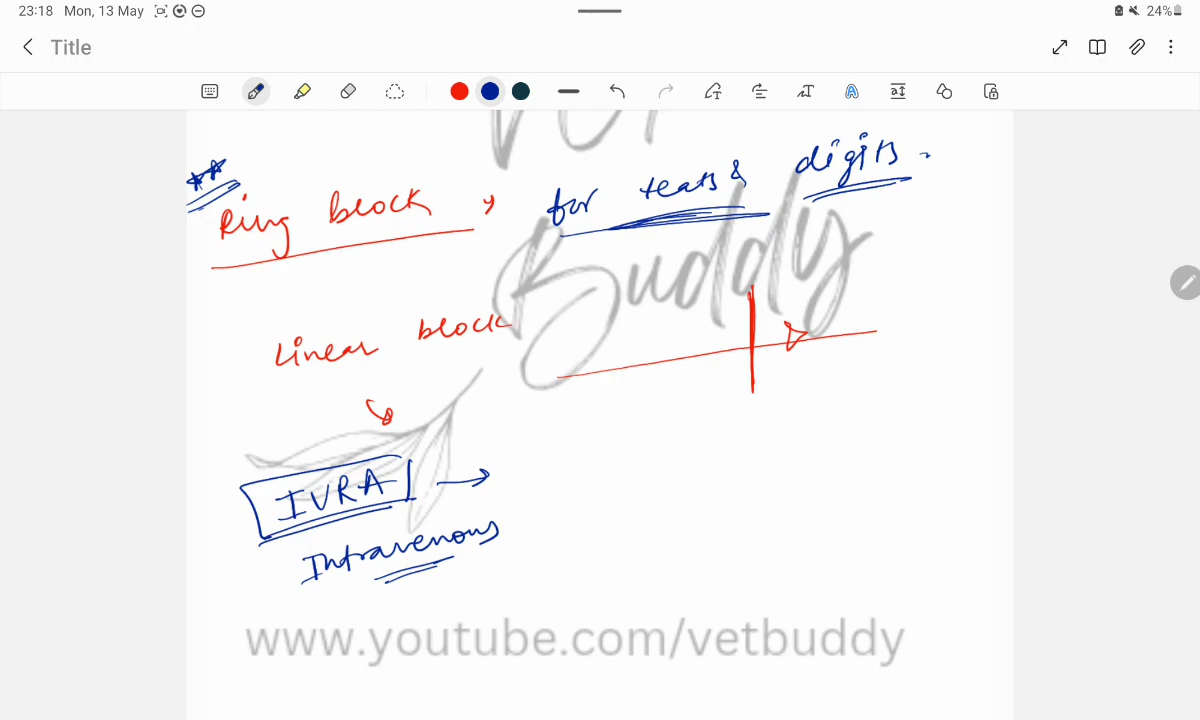 23:18 Mon, 13 May 24%
Title
Ring block, for teats & digits.
Buddy
Linear block
IVRA →
Intravenous
www.youtube.com/vetbuddy